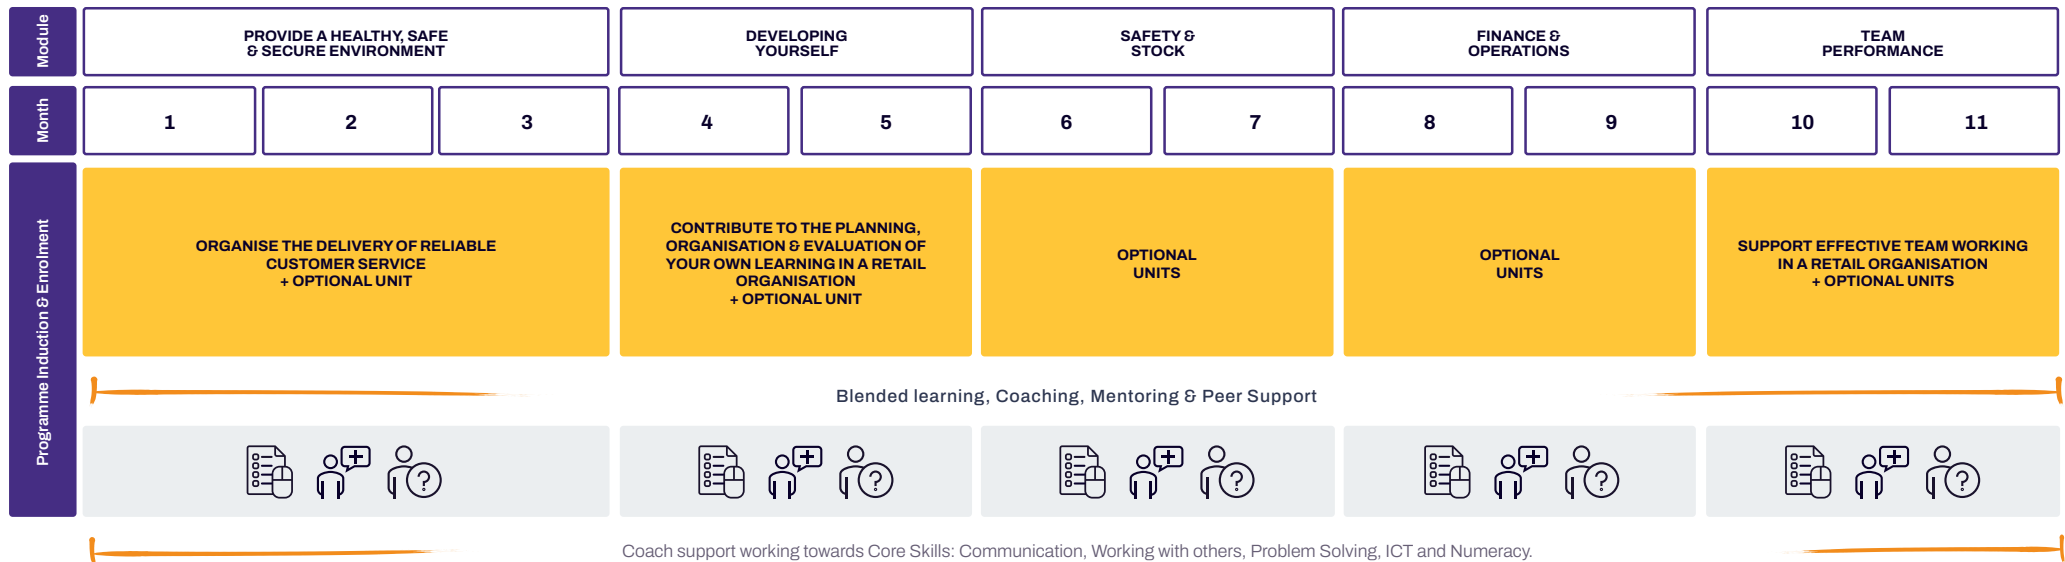 Module
PROVIDE A HEALTHY, SAFE
& SECURE ENVIRONMENT
DEVELOPING
YOURSELF
SAFETY &
STOCK
FINANCE &
OPERATIONS
TEAM
PERFORMANCE
Month
1
2
3
4
5
6
7
8
9
10
11
Programme Induction & Enrolment
ORGANISE THE DELIVERY OF RELIABLE
CUSTOMER SERVICE
+ OPTIONAL UNIT
CONTRIBUTE TO THE PLANNING,
ORGANISATION & EVALUATION OF
YOUR OWN LEARNING IN A RETAIL
ORGANISATION
+ OPTIONAL UNIT
OPTIONAL
UNITS
OPTIONAL
UNITS
SUPPORT EFFECTIVE TEAM WORKING
IN A RETAIL ORGANISATION
+ OPTIONAL UNITS
Blended learning, Coaching, Mentoring & Peer Support
Coach support working towards Core Skills: Communication, Working with others, Problem Solving, ICT and Numeracy.